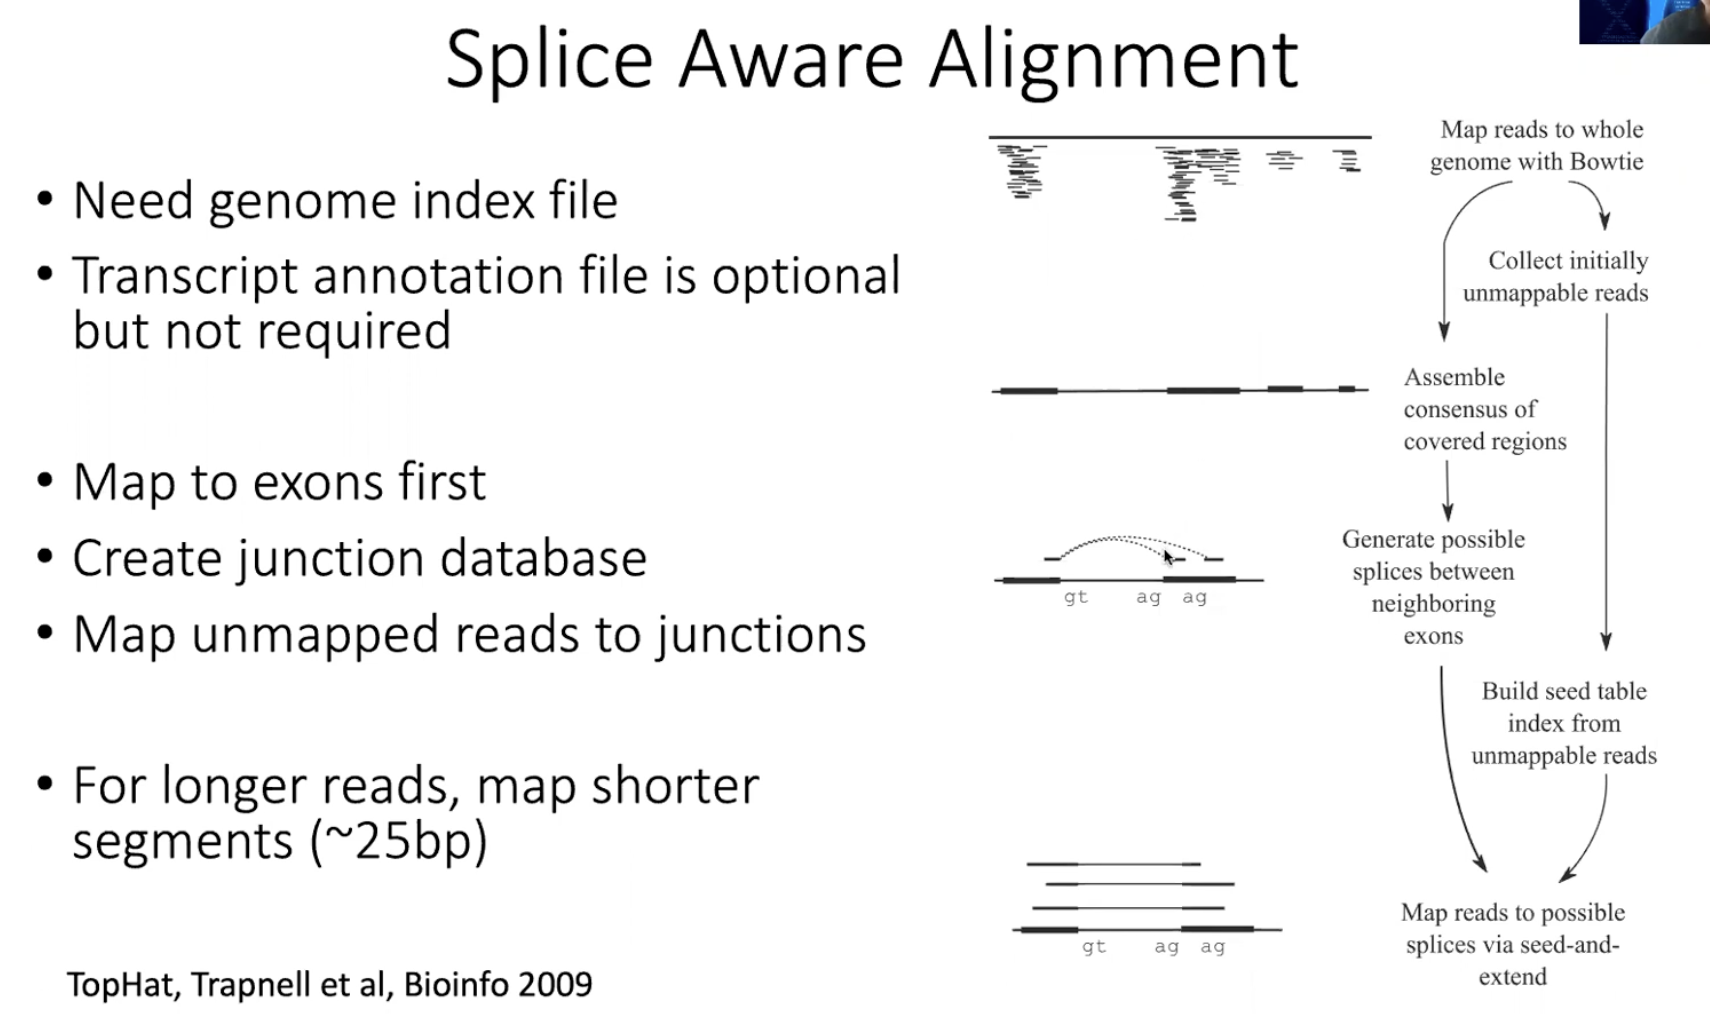 Splice Aware Alignment
• Need genome index file
• Transcript annotation file is optional
but not required
• Map to exons first
• Create junction database
• Map unmapped reads to junctions
• For longer reads, map shorter
segments (~25bp)
TopHat, Trapnell et al, Bioinfo 2009
Map reads to whole
genome with Bowtie
Collect initially
unmappable reads
Assemble
consensus of
covered regions
Generate possible
splices between
neighboring
exons
gt ag ag
Build seed table
index from
unmappable reads
Map reads to possible
splices via seed-and-
extend
gt ag ag